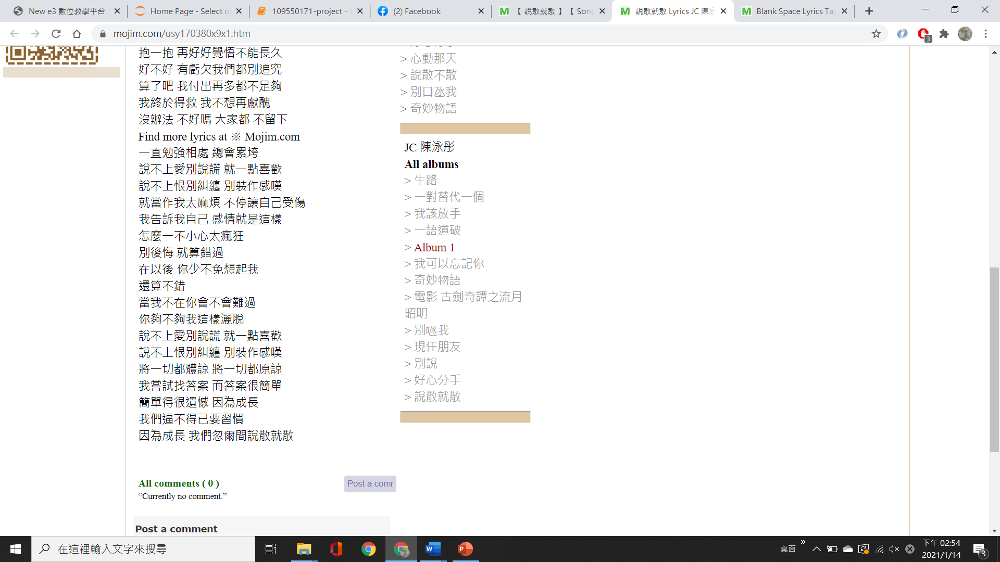 New e3 數位教學平台
Home Page - Select o
109550171-project - J
(2) Facebook
【 說散就散 】【 Song
說散就散 Lyrics JC 陳泳
Blank Space Lyrics Tay
mojim.com/usy170380x9x1.htm
3
抱一抱 再好好覺悟不能長久
好不好 有虧欠我們都別追究
算了吧 我付出再多都不足夠
我終於得救 我不想再獻醜
沒辦法 不好嗎 大家都 不留下
Find more lyrics at ※ Mojim.com
一直勉強相處 總會累垮
說不上愛別說謊 就一點喜歡
說不上恨別糾纏 別裝作感嘆
就當作我太麻煩 不停讓自己受傷
我告訴我自己 感情就是這樣
怎麼一不小心太瘋狂
別後悔 就算錯過
在以後 你少不免想起我
還算不錯
當我不在你會不會難過
你夠不夠我這樣灑脫
說不上愛別說謊 就一點喜歡
說不上恨別糾纏 別裝作感嘆
將一切都體諒 將一切都原諒
我嘗試找答案 而答案很簡單
簡單得很遺憾 因為成長
我們逼不得已要習慣
因為成長 我們忽爾間說散就散
All comments ( 0 )
Post a comm
“Currently no comment.”
Post a comment
> 心動那天
> 說散不散
> 別口氹我
> 奇妙物語
JC 陳泳彤
All albums
> 生路
> 一對替代一個
> 我該放手
> 一語道破
> Album 1
> 我可以忘記你
> 奇妙物語
> 電影 古劍奇譚之流月
昭明
> 別𠱁我
> 現任朋友
> 別說
> 好心分手
> 說散就散
在這裡輸入文字來搜尋
桌面
下午 02:54
2021/1/14
3